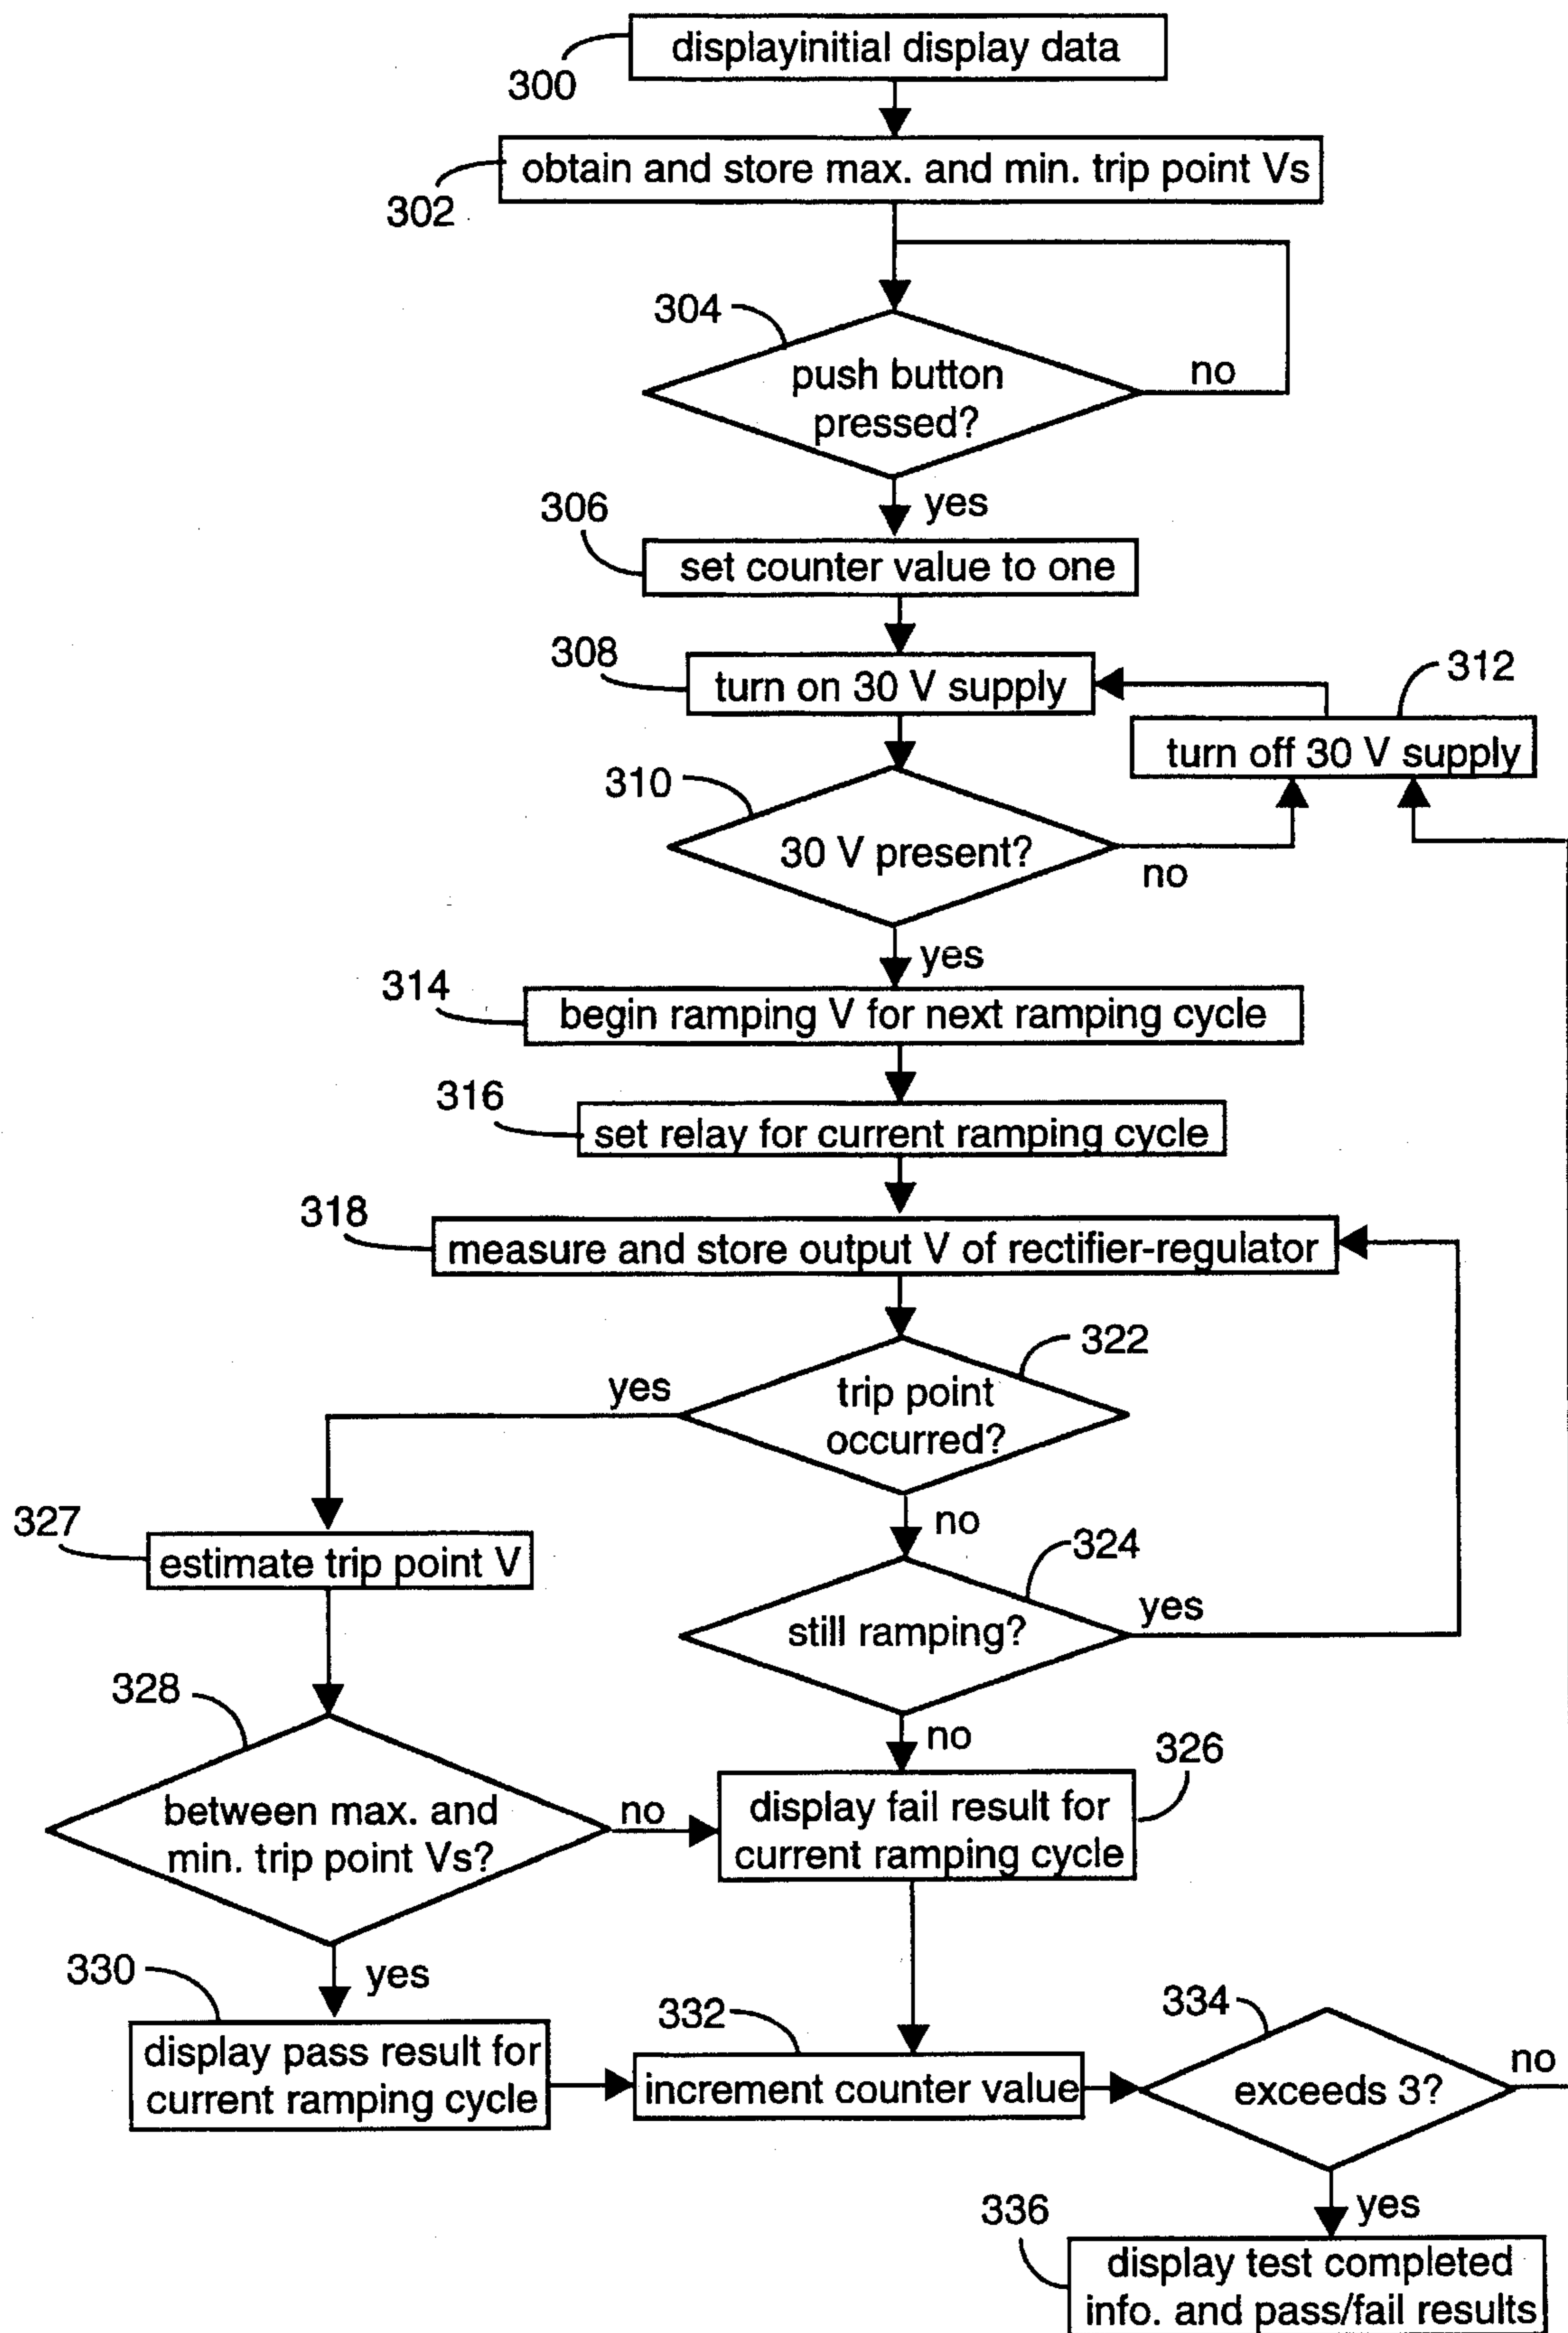 displayinitial display data
300
obtain and store max. and min. trip point Vs
302
304
push button
pressed?
no
yes
306
set counter value to one
308
turn on 30 V supply
312
turn off 30 V supply
310
30 V present?
no
yes
314
begin ramping V for next ramping cycle
316
set relay for current ramping cycle
318
measure and store output V of rectifier-regulator
322
trip point
occurred?
yes
no
327
estimate trip point V
324
still ramping?
yes
no
328
between max. and
min. trip point Vs?
no
326
display fail result for
current ramping cycle
yes
330
display pass result for
current ramping cycle
332
increment counter value
334
exceeds 3?
no
yes
336
display test completed
info. and pass/fail results